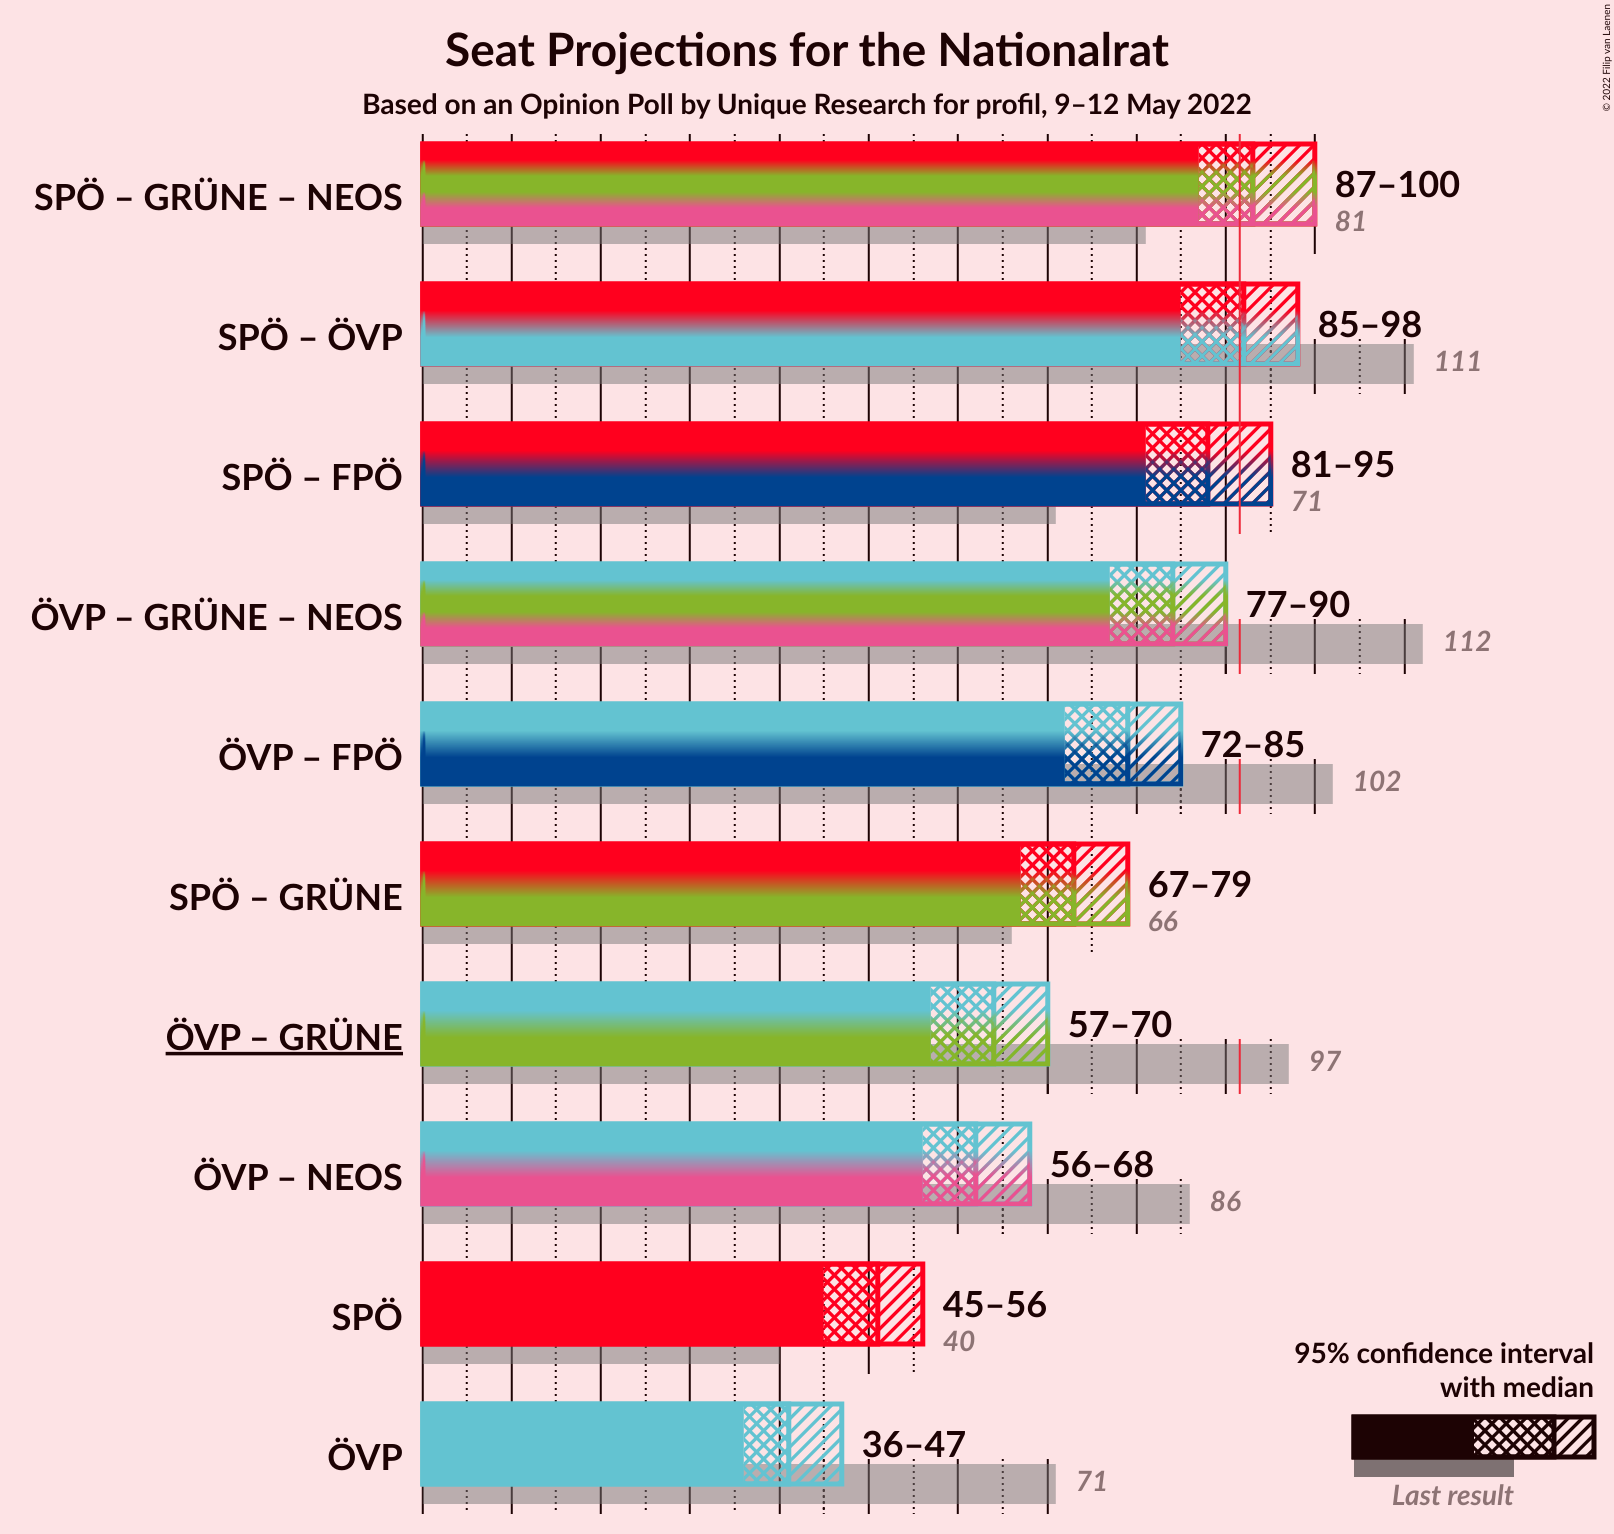 Seat Projections for the Nationalrat
Based on an Opinion Poll by Unique Research for profil, 9–12 May 2022
© 2022 Filip van Laenen
SPÖ – GRÜNE – NEOS
87–100
81
SPÖ – ÖVP
85–98
111
SPÖ – FPÖ
81–95
71
ÖVP – GRÜNE – NEOS
77–90
112
ÖVP – FPÖ
72–85
102
SPÖ – GRÜNE
67–79
66
ÖVP – GRÜNE
57–70
97
ÖVP – NEOS
56–68
86
SPÖ
45–56
40
ÖVP
36–47
71
95% confidence interval
with median
Last result